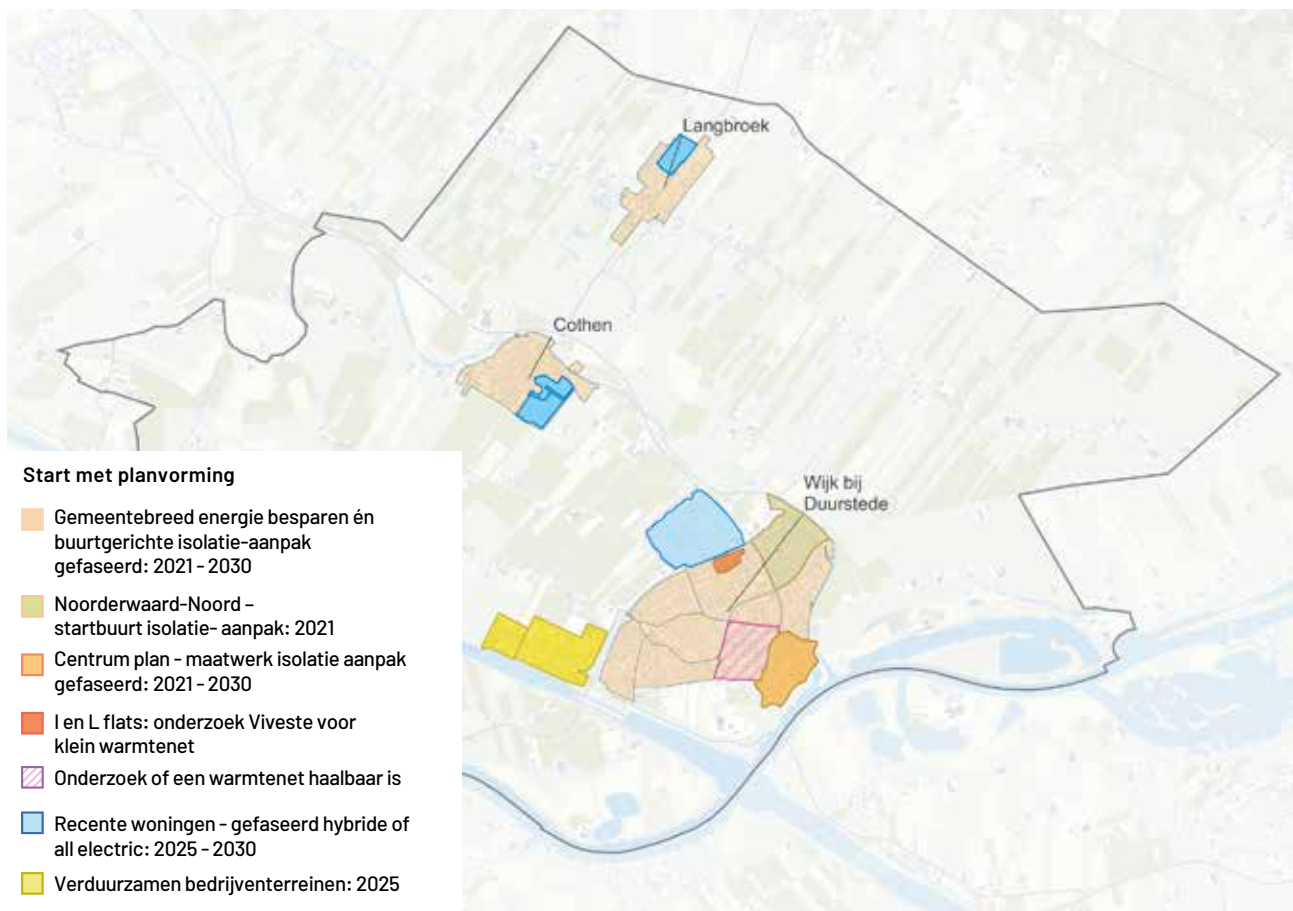 Langbroek
Cothen
Wijk bij
Duurstede
Start met planvorming
Gemeentebreed energie besparen én
buurtgerichte isolatie-aanpak
gefaseerd: 2021 - 2030
Noorderwaard-Noord –
startbuurt isolatie- aanpak: 2021
Centrum plan - maatwerk isolatie aanpak
gefaseerd: 2021 - 2030
I en L flats: onderzoek Viveste voor
klein warmtenet
Onderzoek of een warmtenet haalbaar is
Recente woningen - gefaseerd hybride of
all electric: 2025 - 2030
Verduurzamen bedrijventerreinen: 2025